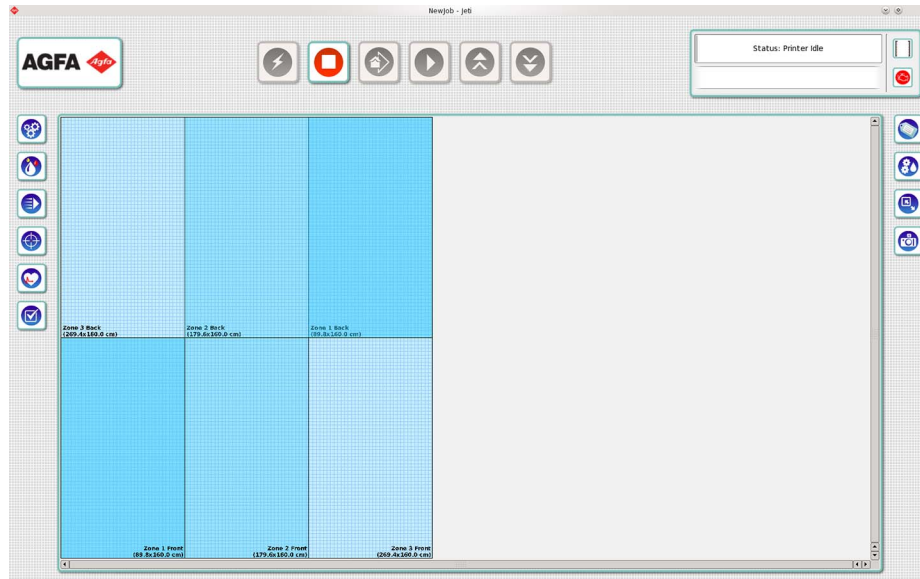 NewJob - Jeti
AGFA Agfa
Status: Printer Idle
Zone 3 Back
(269.4x160.0 cm)
Zone 2 Back
(179.6x160.0 cm)
Zone 1 Back
(89.8x160.0 cm)
Zone 1 Front
(89.8x160.0 cm)
Zone 2 Front
(179.6x160.0 cm)
Zone 3 Front
(269.4x160.0 cm)